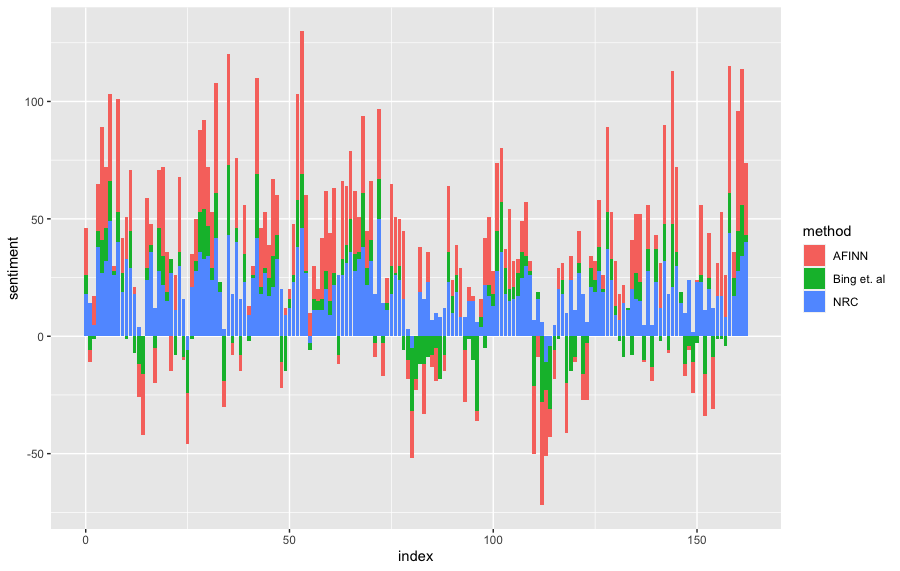 sentiment
100
50
0
-50
0
50
100
150
index
method
AFINN
Bing et. al
NRC